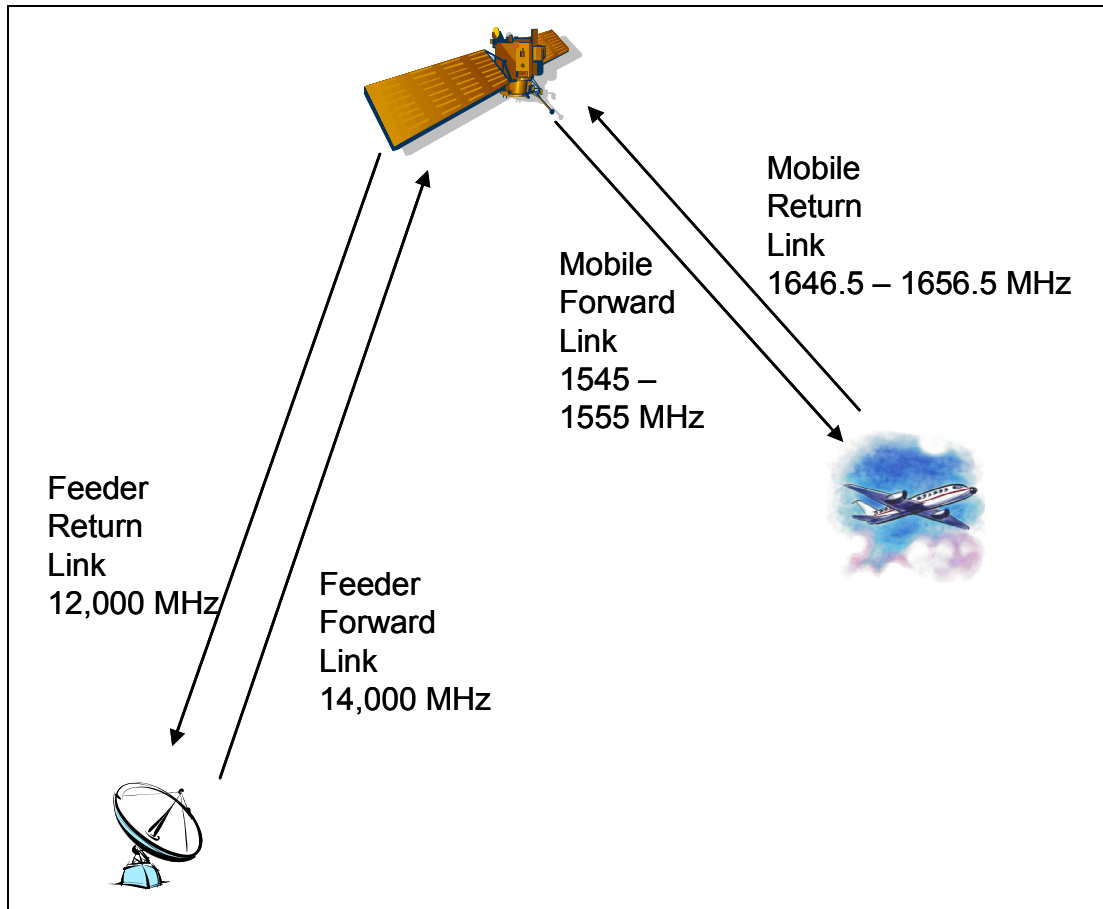 Mobile
Return
Link
1646.5 – 1656.5 MHz
Mobile
Forward
Link
1545 –
1555 MHz
Feeder
Return
Link
12,000 MHz
Feeder
Forward
Link
14,000 MHz